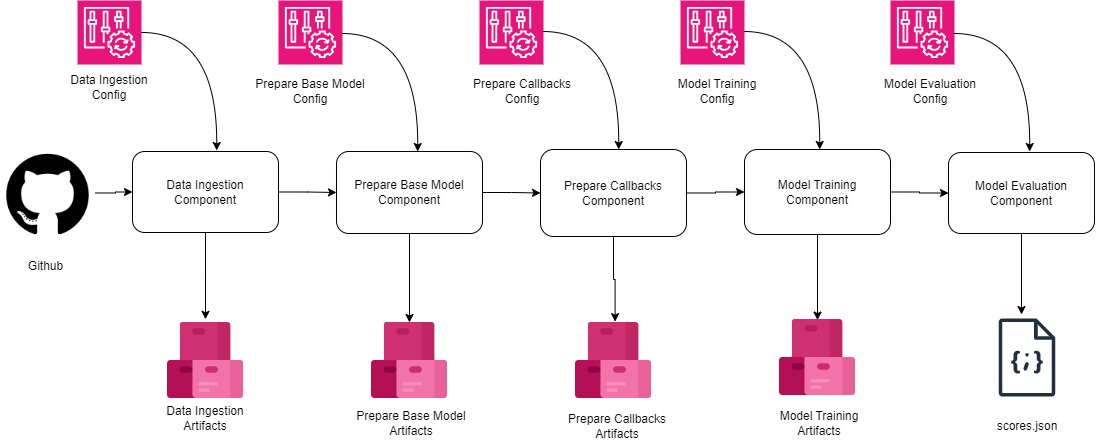 Data Ingestion
Config
Prepare Base Model
Config
Prepare Callbacks
Config
Model Training
Config
Model Evaluation
Config
Github
Data Ingestion
Component
Prepare Base Model
Component
Prepare Callbacks
Component
Model Training
Component
Model Evaluation
Component
Data Ingestion
Artifacts
Prepare Base Model
Artifacts
Prepare Callbacks
Artifacts
Model Training
Artifacts
{;}
scores.json